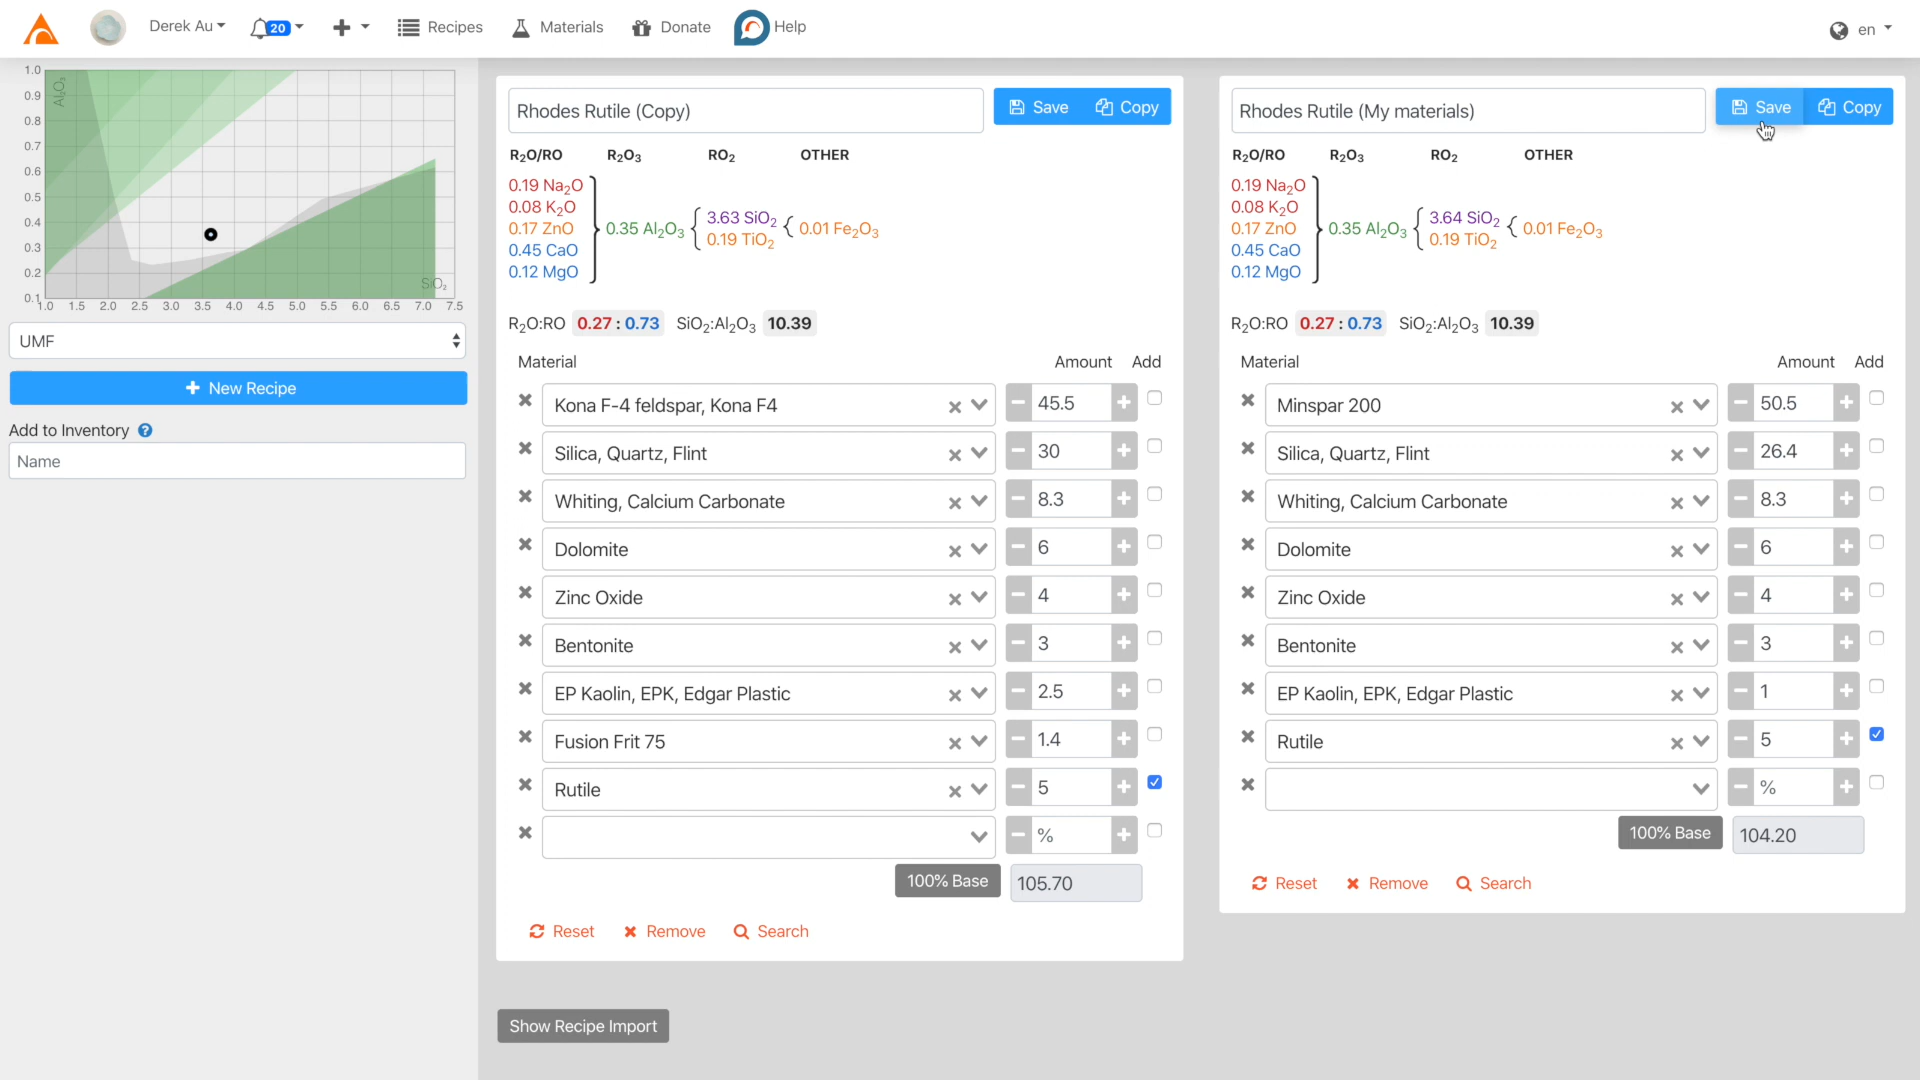 Derek Au
20
Recipes
Materials
Donate
Help
en
1.0
0.9
0.8
0.7
0.6
0.5
0.4
0.3
0.2
0.1
Al₂O₃
SiO₂
1.0 1.5 2.0 2.5 3.0 3.5 4.0 4.5 5.0 5.5 6.0 6.5 7.0 7.5
UMF
+ New Recipe
Add to Inventory ?
Name
Rhodes Rutile (Copy)
Save
Copy
R₂O/RO R₂O₃ RO₂ OTHER
0.19 Na₂O
0.08 K₂O
0.17 ZnO
0.45 CaO
0.12 MgO
0.35 Al₂O₃
3.63 SiO₂
0.19 TiO₂
0.01 Fe₂O₃
R₂O:RO 0.27 : 0.73 SiO₂:Al₂O₃ 10.39
Material Amount Add
Kona F-4 feldspar, Kona F4 45.5
Silica, Quartz, Flint 30
Whiting, Calcium Carbonate 8.3
Dolomite 6
Zinc Oxide 4
Bentonite 3
EP Kaolin, EPK, Edgar Plastic 2.5
Fusion Frit 75 1.4
Rutile 5
%
100% Base 105.70
Reset
Remove
Search
Show Recipe Import
Rhodes Rutile (My materials)
Save
Copy
R₂O/RO R₂O₃ RO₂ OTHER
0.19 Na₂O
0.08 K₂O
0.17 ZnO
0.45 CaO
0.12 MgO
0.35 Al₂O₃
3.64 SiO₂
0.19 TiO₂
0.01 Fe₂O₃
R₂O:RO 0.27 : 0.73 SiO₂:Al₂O₃ 10.39
Material Amount Add
Minspar 200 50.5
Silica, Quartz, Flint 26.4
Whiting, Calcium Carbonate 8.3
Dolomite 6
Zinc Oxide 4
Bentonite 3
EP Kaolin, EPK, Edgar Plastic 1
Rutile 5
%
100% Base 104.20
Reset
Remove
Search